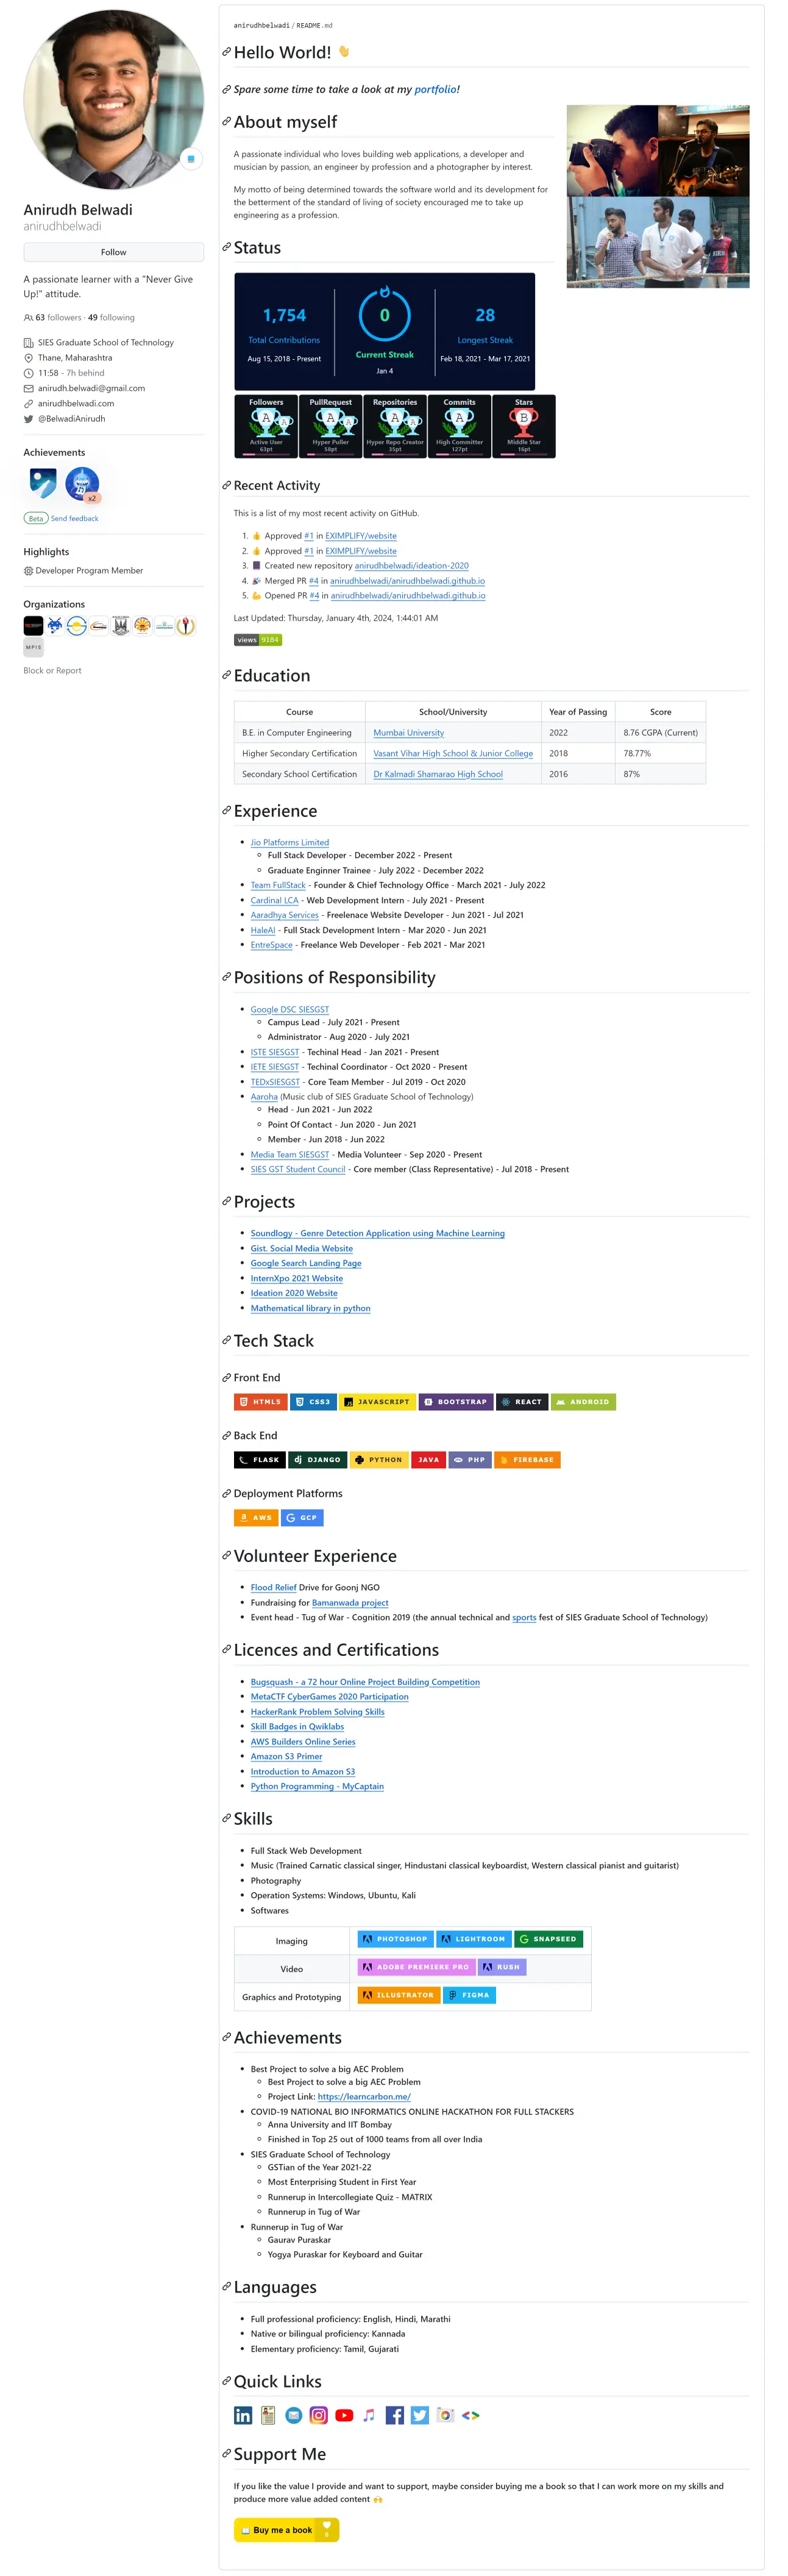 Anirudh Belwadi
anirudhbelwadi
Follow
A passionate learner with a "Never Give
Up!" attitude.
63 followers · 49 following
SIES Graduate School of Technology
Thane, Maharashtra
11:58 - 7h behind
anirudh.belwadi@gmail.com
anirudhbelwadi.com
@BelwadiAnirudh
Achievements
x2
Beta Send feedback
Highlights
Developer Program Member
Organizations
MPIS
Block or Report
anirudhbelwadi / README.md
Hello World! 👋
Spare some time to take a look at my portfolio!
About myself
A passionate individual who loves building web applications, a developer and
musician by passion, an engineer by profession and a photographer by interest.
My motto of being determined towards the software world and its development for
the betterment of the standard of living of society encouraged me to take up
engineering as a profession.
Status
1,754 0 28
Total Contributions Current Streak Longest Streak
Aug 15, 2018 - Present Jan 4 Feb 18, 2021 - Mar 17, 2021
Followers PullRequest Repositories Commits Stars
A A A A B
Active User Hyper Puller Hyper Repo Creator High Committer Middle Star
63pt 58pt 35pt 127pt 16pt
Recent Activity
This is a list of my most recent activity on GitHub.
1. 👍 Approved #1 in EXIMPLIFY/website
2. 👍 Approved #1 in EXIMPLIFY/website
3. Created new repository anirudhbelwadi/ideation-2020
4. 🎉 Merged PR #4 in anirudhbelwadi/anirudhbelwadi.github.io
5. 💪 Opened PR #4 in anirudhbelwadi/anirudhbelwadi.github.io
Last Updated: Thursday, January 4th, 2024, 1:44:01 AM
views 9184
Education
Course School/University Year of Passing Score
B.E. in Computer Engineering Mumbai University 2022 8.76 CGPA (Current)
Higher Secondary Certification Vasant Vihar High School & Junior College 2018 78.77%
Secondary School Certification Dr Kalmadi Shamarao High School 2016 87%
Experience
• Jio Platforms Limited
○ Full Stack Developer - December 2022 - Present
○ Graduate Enginner Trainee - July 2022 - December 2022
• Team FullStack - Founder & Chief Technology Office - March 2021 - July 2022
• Cardinal LCA - Web Development Intern - July 2021 - Present
• Aaradhya Services - Freelenace Website Developer - Jun 2021 - Jul 2021
• HaleAI - Full Stack Development Intern - Mar 2020 - Jun 2021
• EntreSpace - Freelance Web Developer - Feb 2021 - Mar 2021
Positions of Responsibility
• Google DSC SIESGST
○ Campus Lead - July 2021 - Present
○ Administrator - Aug 2020 - July 2021
• ISTE SIESGST - Techinal Head - Jan 2021 - Present
• IETE SIESGST - Techinal Coordinator - Oct 2020 - Present
• TEDxSIESGST - Core Team Member - Jul 2019 - Oct 2020
• Aaroha (Music club of SIES Graduate School of Technology)
○ Head - Jun 2021 - Jun 2022
○ Point Of Contact - Jun 2020 - Jun 2021
○ Member - Jun 2018 - Jun 2022
• Media Team SIESGST - Media Volunteer - Sep 2020 - Present
• SIES GST Student Council - Core member (Class Representative) - Jul 2018 - Present
Projects
• Soundlogy - Genre Detection Application using Machine Learning
• Gist. Social Media Website
• Google Search Landing Page
• InternXpo 2021 Website
• Ideation 2020 Website
• Mathematical library in python
Tech Stack
Front End
HTML5 CSS3 JAVASCRIPT BOOTSTRAP REACT ANDROID
Back End
FLASK DJANGO PYTHON JAVA PHP FIREBASE
Deployment Platforms
AWS GCP
Volunteer Experience
• Flood Relief Drive for Goonj NGO
• Fundraising for Bamanwada project
• Event head - Tug of War - Cognition 2019 (the annual technical and sports fest of SIES Graduate School of Technology)
Licences and Certifications
• Bugsquash - a 72 hour Online Project Building Competition
• MetaCTF CyberGames 2020 Participation
• HackerRank Problem Solving Skills
• Skill Badges in Qwiklabs
• AWS Builders Online Series
• Amazon S3 Primer
• Introduction to Amazon S3
• Python Programming - MyCaptain
Skills
• Full Stack Web Development
• Music (Trained Carnatic classical singer, Hindustani classical keyboardist, Western classical pianist and guitarist)
• Photography
• Operation Systems: Windows, Ubuntu, Kali
• Softwares
Imaging PHOTOSHOP LIGHTROOM SNAPSEED
Video ADOBE PREMIERE PRO RUSH
Graphics and Prototyping ILLUSTRATOR FIGMA
Achievements
• Best Project to solve a big AEC Problem
○ Best Project to solve a big AEC Problem
○ Project Link: https://learncarbon.me/
• COVID-19 NATIONAL BIO INFORMATICS ONLINE HACKATHON FOR FULL STACKERS
○ Anna University and IIT Bombay
○ Finished in Top 25 out of 1000 teams from all over India
• SIES Graduate School of Technology
○ GSTian of the Year 2021-22
○ Most Enterprising Student in First Year
○ Runnerup in Intercollegiate Quiz - MATRIX
○ Runnerup in Tug of War
• Runnerup in Tug of War
○ Gaurav Puraskar
○ Yogya Puraskar for Keyboard and Guitar
Languages
• Full professional proficiency: English, Hindi, Marathi
• Native or bilingual proficiency: Kannada
• Elementary proficiency: Tamil, Gujarati
Quick Links
Support Me
If you like the value I provide and want to support, maybe consider buying me a book so that I can work more on my skills and
produce more value added content 🙌
Buy me a book